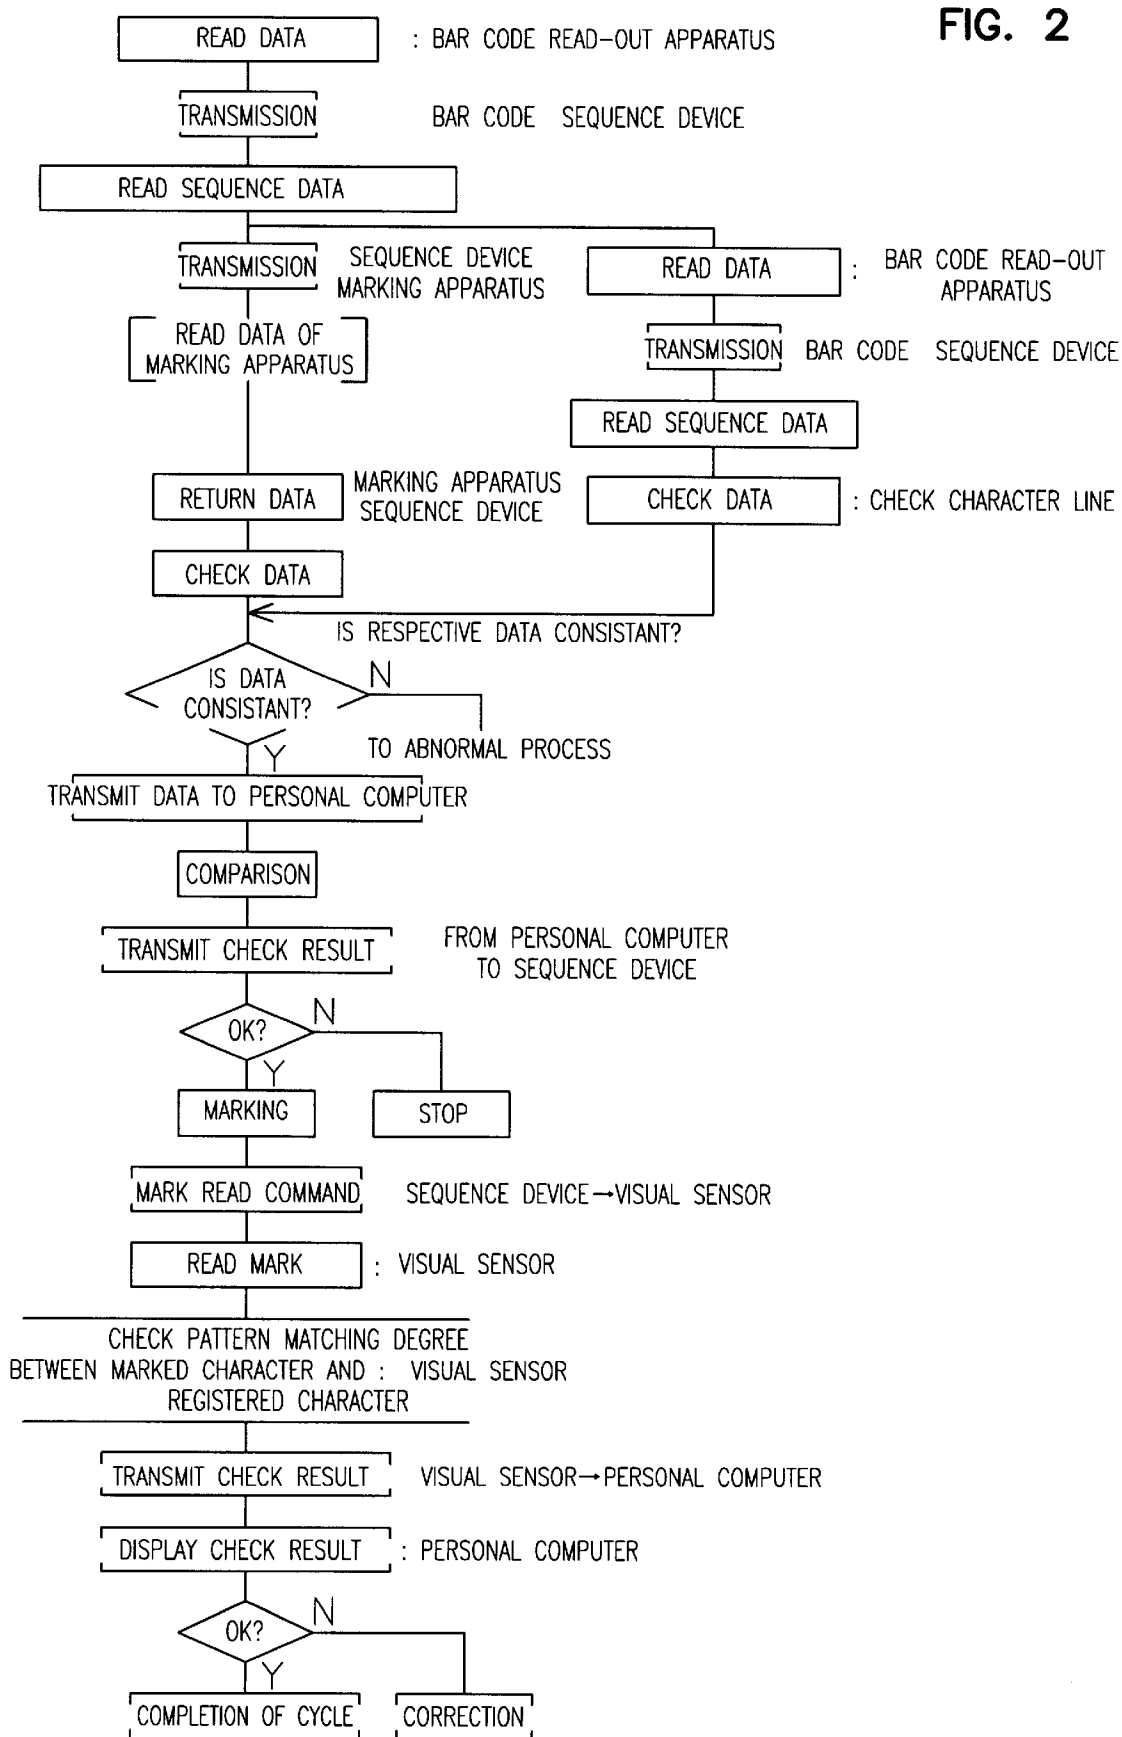 FIG. 2
READ DATA
: BAR CODE READ-OUT APPARATUS
TRANSMISSION
BAR CODE SEQUENCE DEVICE
READ SEQUENCE DATA
TRANSMISSION
SEQUENCE DEVICE
MARKING APPARATUS
READ DATA
: BAR CODE READ-OUT
APPARATUS
READ DATA OF
MARKING APPARATUS
TRANSMISSION
BAR CODE SEQUENCE DEVICE
READ SEQUENCE DATA
RETURN DATA
MARKING APPARATUS
SEQUENCE DEVICE
CHECK DATA
: CHECK CHARACTER LINE
CHECK DATA
IS RESPECTIVE DATA CONSISTANT?
IS DATA
CONSISTANT?
N
TO ABNORMAL PROCESS
Y
TRANSMIT DATA TO PERSONAL COMPUTER
COMPARISON
TRANSMIT CHECK RESULT
FROM PERSONAL COMPUTER
TO SEQUENCE DEVICE
OK?
N
Y
MARKING
STOP
MARK READ COMMAND
SEQUENCE DEVICE→VISUAL SENSOR
READ MARK
: VISUAL SENSOR
CHECK PATTERN MATCHING DEGREE
BETWEEN MARKED CHARACTER AND : VISUAL SENSOR
REGISTERED CHARACTER
TRANSMIT CHECK RESULT
VISUAL SENSOR→PERSONAL COMPUTER
DISPLAY CHECK RESULT
: PERSONAL COMPUTER
OK?
N
Y
COMPLETION OF CYCLE
CORRECTION